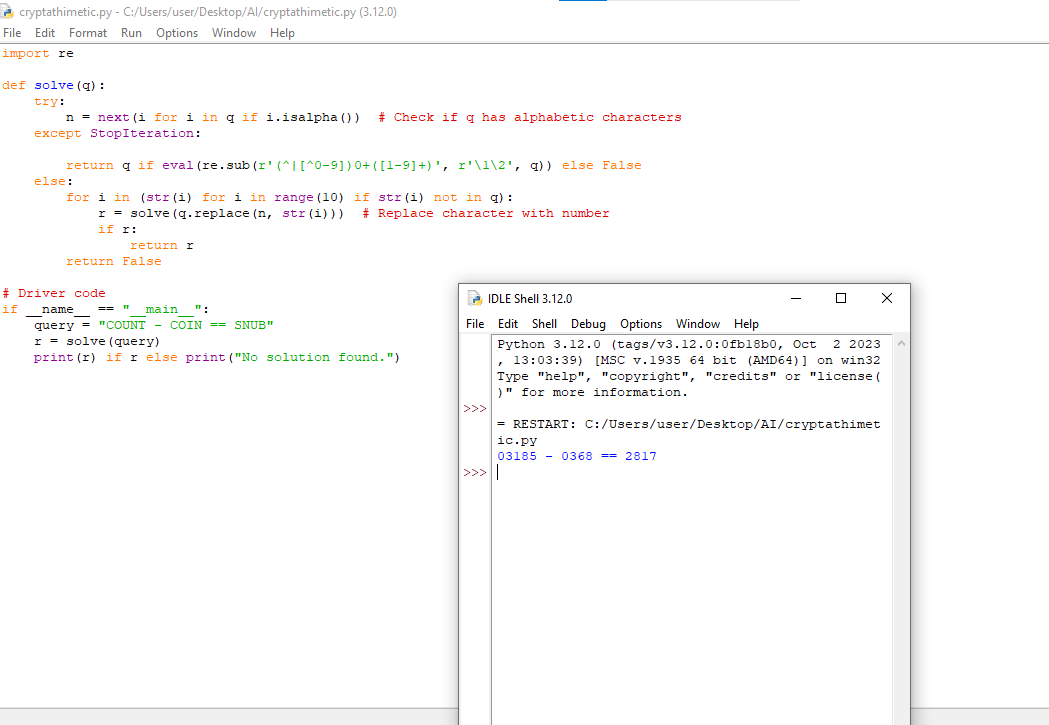 cryptathimetic.py - C:/Users/user/Desktop/AI/cryptathimetic.py (3.12.0)
File Edit Format Run Options Window Help
import re
def solve(q):
    try:
        n = next(i for i in q if i.isalpha())  # Check if q has alphabetic characters
    except StopIteration:
        return q if eval(re.sub(r'(^|[^0-9])0+([1-9]+)', r'\1\2', q)) else False
    else:
        for i in (str(i) for i in range(10) if str(i) not in q):
            r = solve(q.replace(n, str(i)))  # Replace character with number
            if r:
                return r
        return False
# Driver code
if __name__ == "__main__":
    query = "COUNT - COIN == SNUB"
    r = solve(query)
    print(r) if r else print("No solution found.")
IDLE Shell 3.12.0
File Edit Shell Debug Options Window Help
Python 3.12.0 (tags/v3.12.0:0fb18b0, Oct  2 2023
, 13:03:39) [MSC v.1935 64 bit (AMD64)] on win32
Type "help", "copyright", "credits" or "license(
)" for more information.
>>>
= RESTART: C:/Users/user/Desktop/AI/cryptathimet
ic.py
03185 - 0368 == 2817
>>>